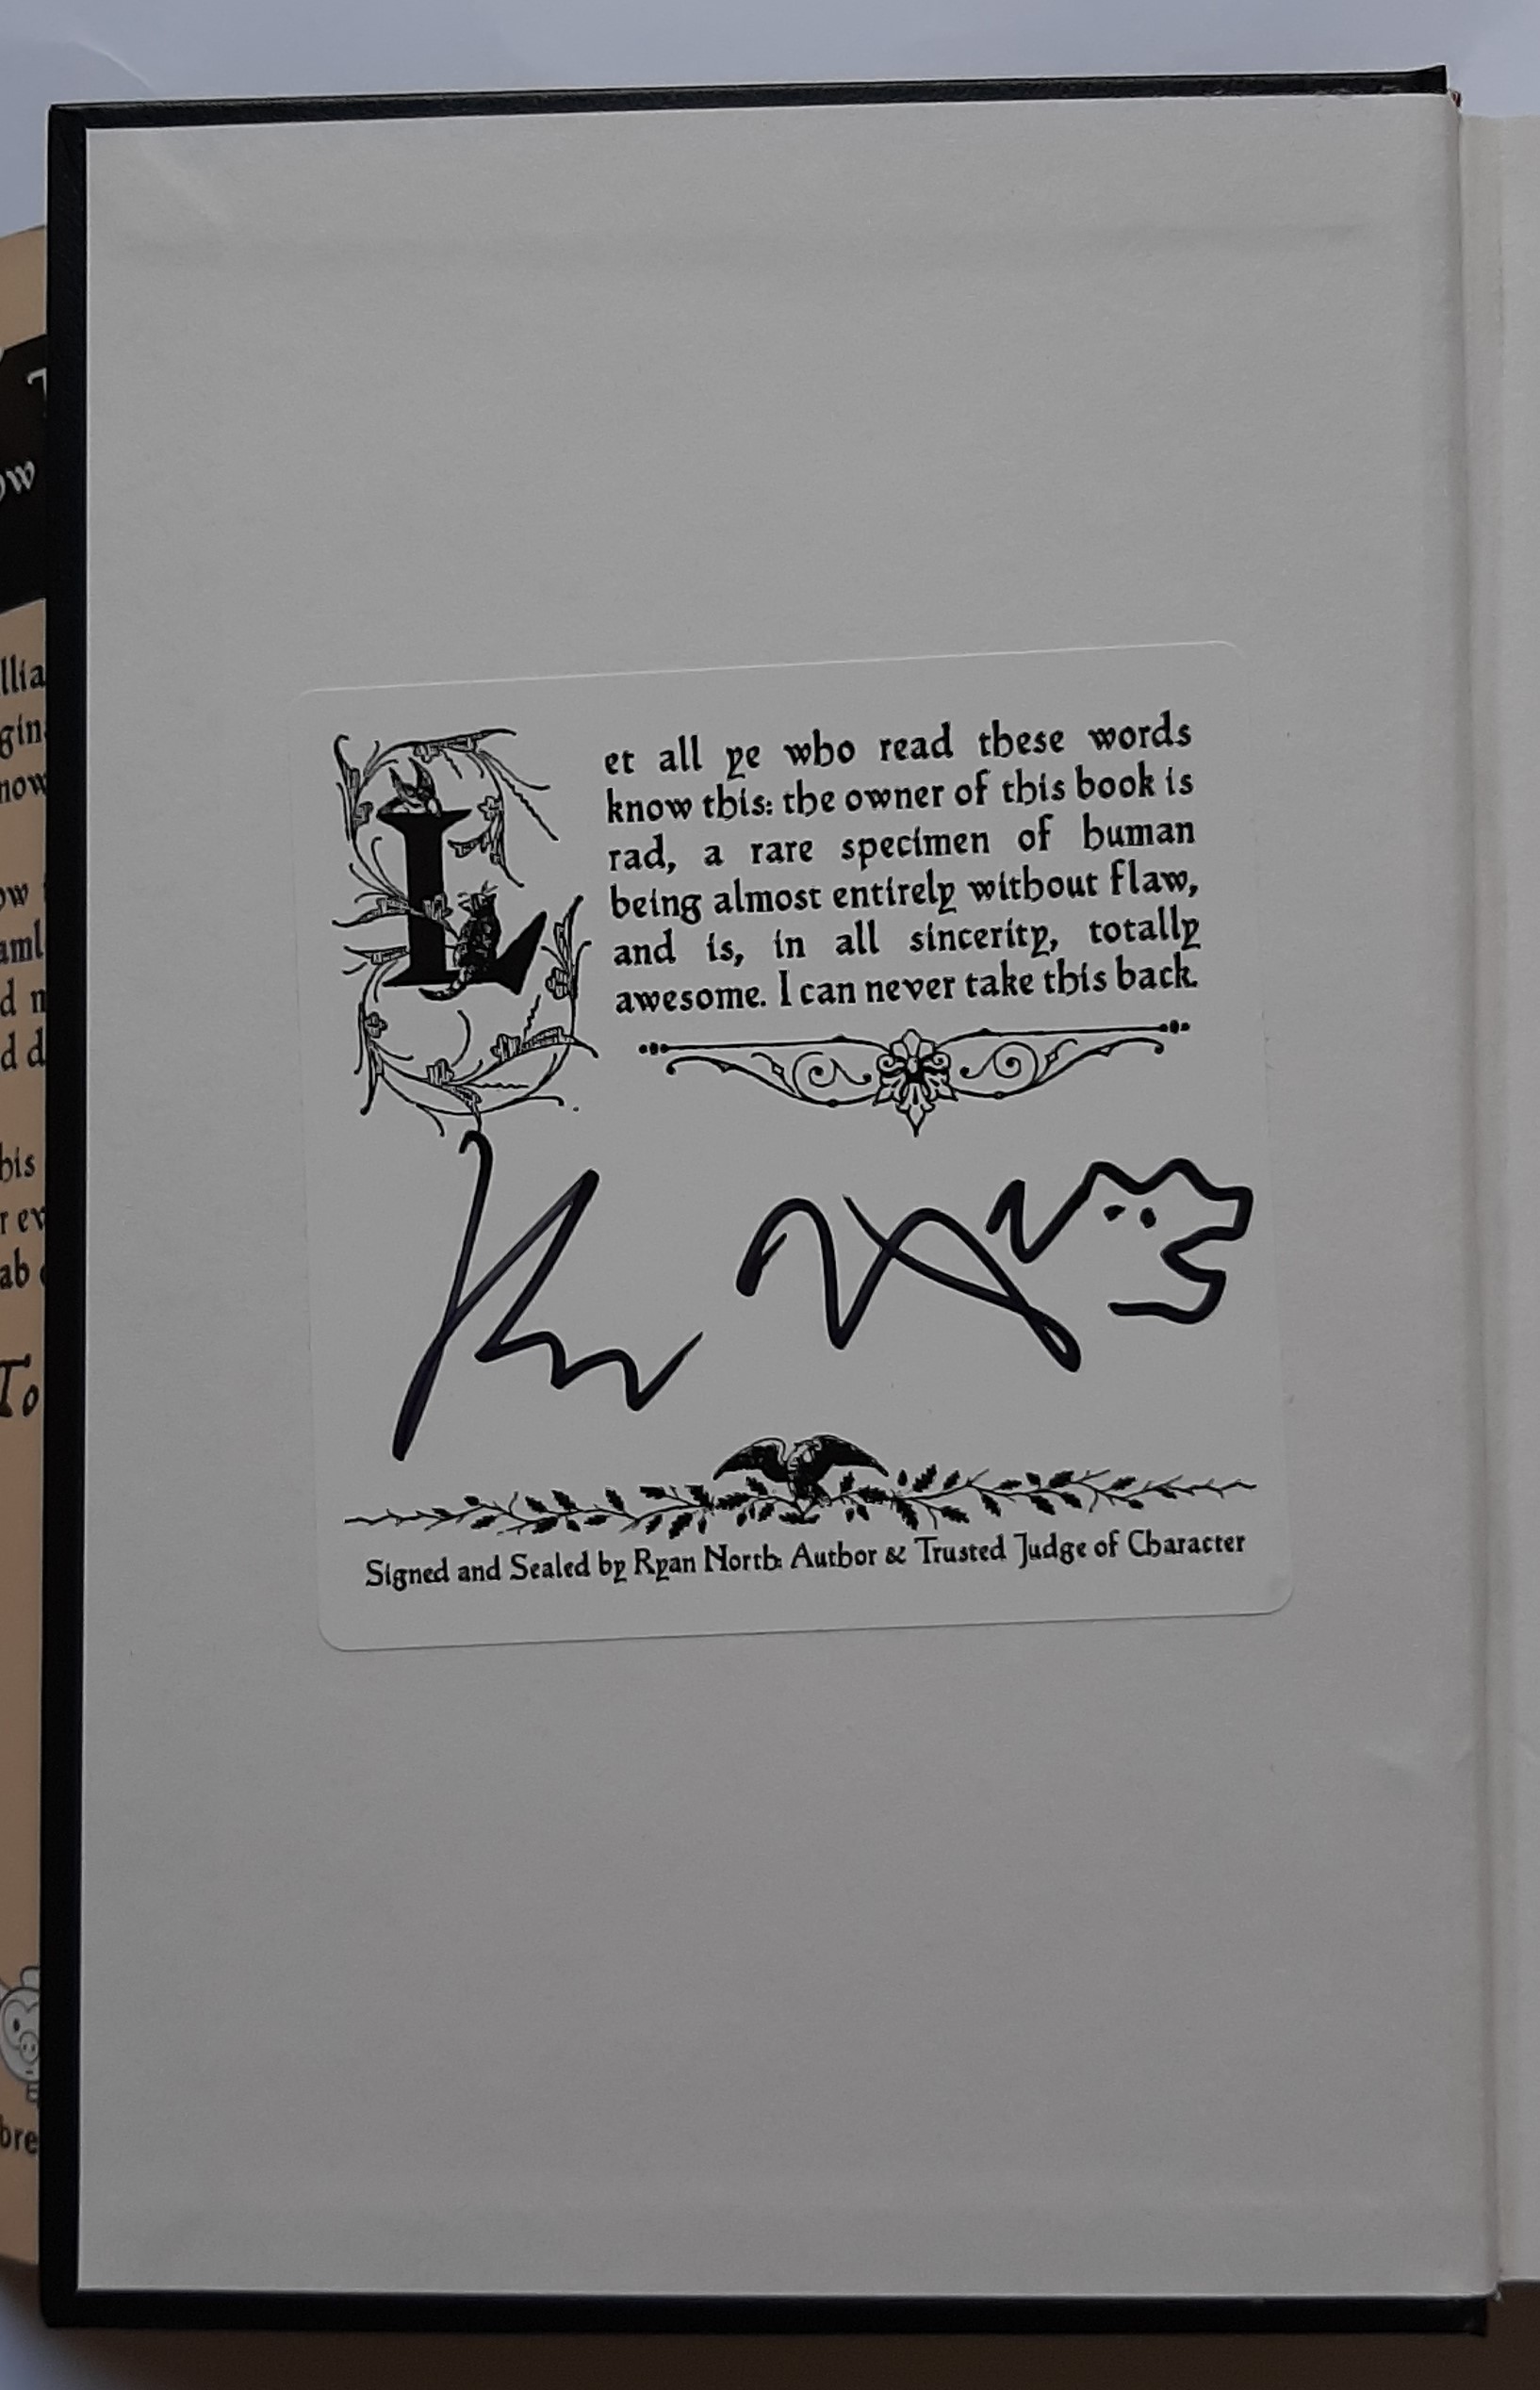 Let all ye who read these words
know this: the owner of this book is
rad, a rare specimen of human
being almost entirely without flaw,
and is, in all sincerity, totally
awesome. I can never take this back.
Signed and Sealed by Ryan North: Author & Trusted Judge of Character
To